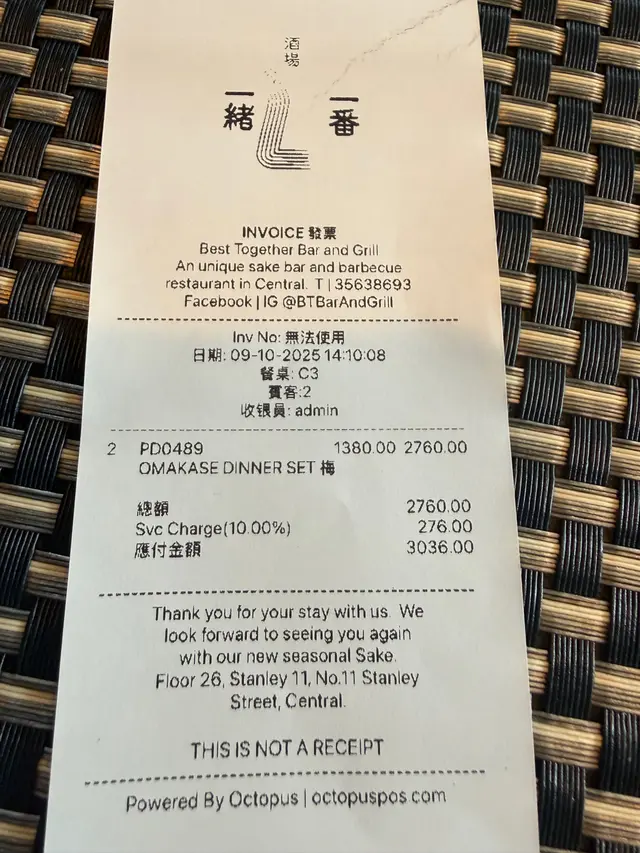 酒場
一緒
一番
INVOICE 發票
Best Together Bar and Grill
An unique sake bar and barbecue
restaurant in Central. T | 35638693
Facebook | IG @BTBarAndGrill
Inv No: 無法使用
日期: 09-10-2025 14:10:08
餐桌: C3
賓客:2
收银員: admin
2 PD0489 1380.00 2760.00
OMAKASE DINNER SET 梅
總額 2760.00
Svc Charge(10.00%) 276.00
應付金額 3036.00
Thank you for your stay with us. We
look forward to seeing you again
with our new seasonal Sake.
Floor 26, Stanley 11, No.11 Stanley
Street, Central.
THIS IS NOT A RECEIPT
Powered By Octopus | octopuspos.com